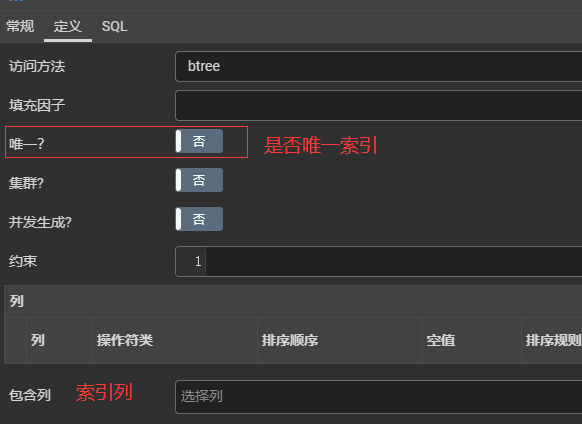 常规 定义 SQL
访问方法 btree
填充因子
唯一? 否 是否唯一索引
集群? 否
并发生成? 否
约束 1
列
列 操作符类 排序顺序 空值 排序规则
包含列 索引列 选择列